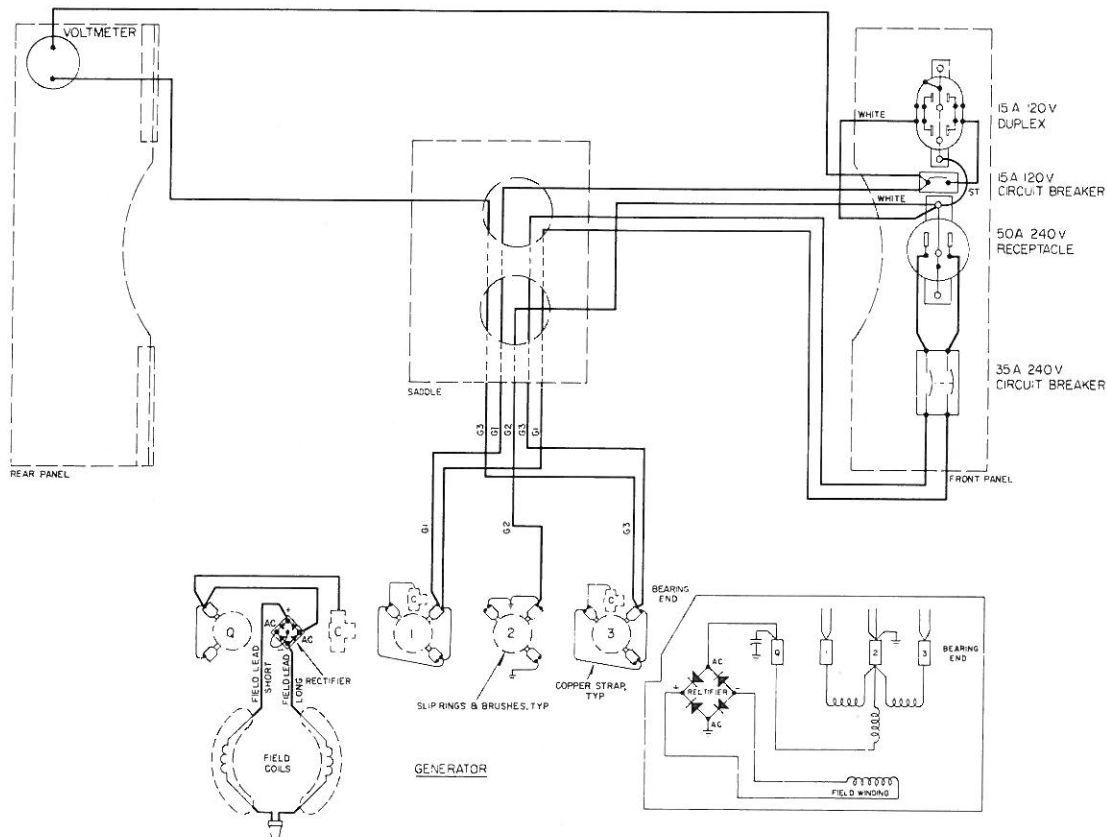 VOLTMETER
REAR PANEL
SADDLE
WHITE
WHITE
ST
15A 120V
DUPLEX
15A 120V
CIRCUIT BREAKER
50A 240V
RECEPTACLE
35A 240V
CIRCUIT BREAKER
FRONT PANEL
G3
G1
G2
G3
G1
G1
G2
G3
Q
AC
AC
+
C
FIELD LEAD
SHORT
FIELD LEAD
LONG
RECTIFIER
FIELD
COILS
C
1
2
C
3
BEARING
END
COPPER STRAP,
TYP
SLIP RINGS & BRUSHES, TYP
GENERATOR
AC
+
RECTIFIER
-
AC
Q
1
2
3
BEARING
END
FIELD WINDING